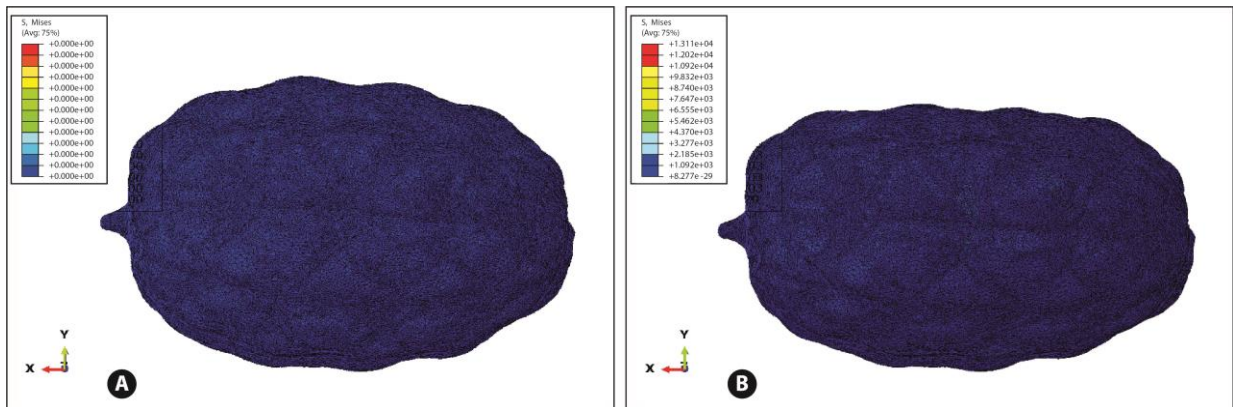 S, Mises
(Avg: 75%)
+0.000e+00
+0.000e+00
+0.000e+00
+0.000e+00
+0.000e+00
+0.000e+00
+0.000e+00
+0.000e+00
+0.000e+00
+0.000e+00
+0.000e+00
+0.000e+00
+0.000e+00
Y
X
A
S, Mises
(Avg: 75%)
+1.311e+04
+1.202e+04
+1.092e+04
+9.832e+03
+8.740e+03
+7.647e+03
+6.555e+03
+5.462e+03
+4.370e+03
+3.277e+03
+2.185e+03
+1.092e+03
+8.277e -29
Y
X
B